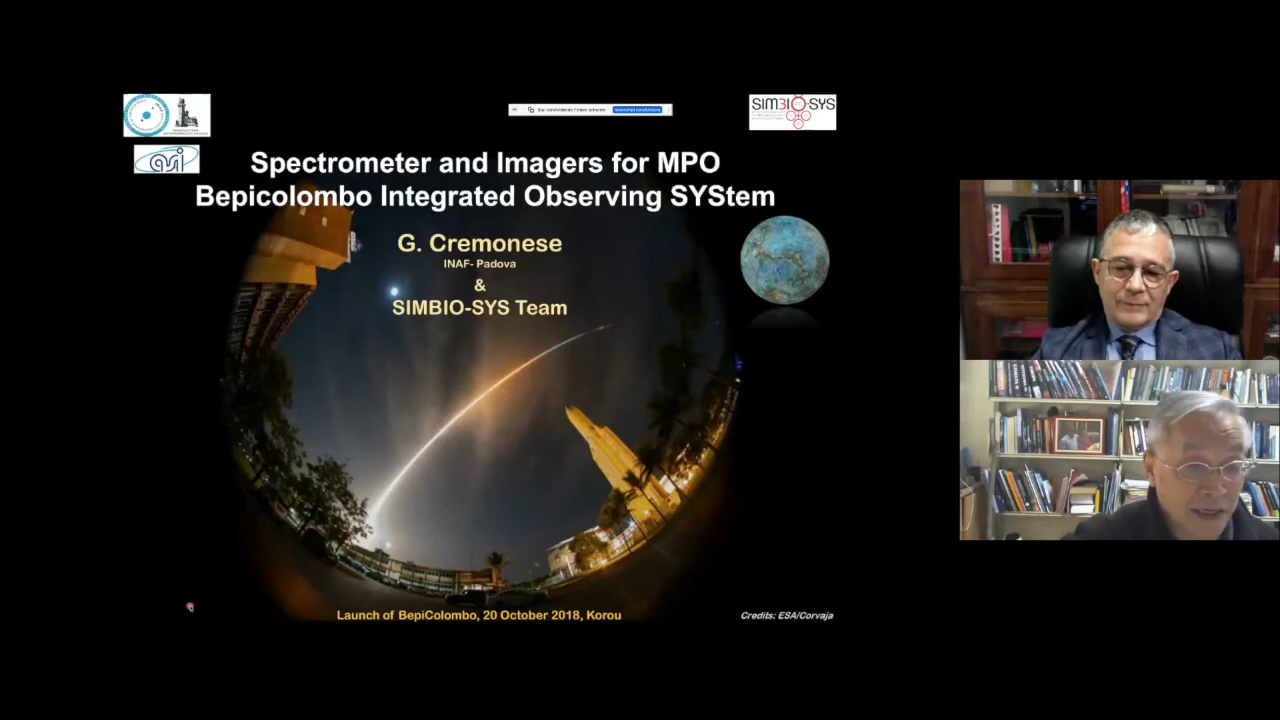 SIMBIO-SYS
asi
Spectrometer and Imagers for MPO
Bepicolombo Integrated Observing SYStem
G. Cremonese
INAF- Padova
&
SIMBIO-SYS Team
Launch of BepiColombo, 20 October 2018, Korou
Credits: ESA/Corvaja